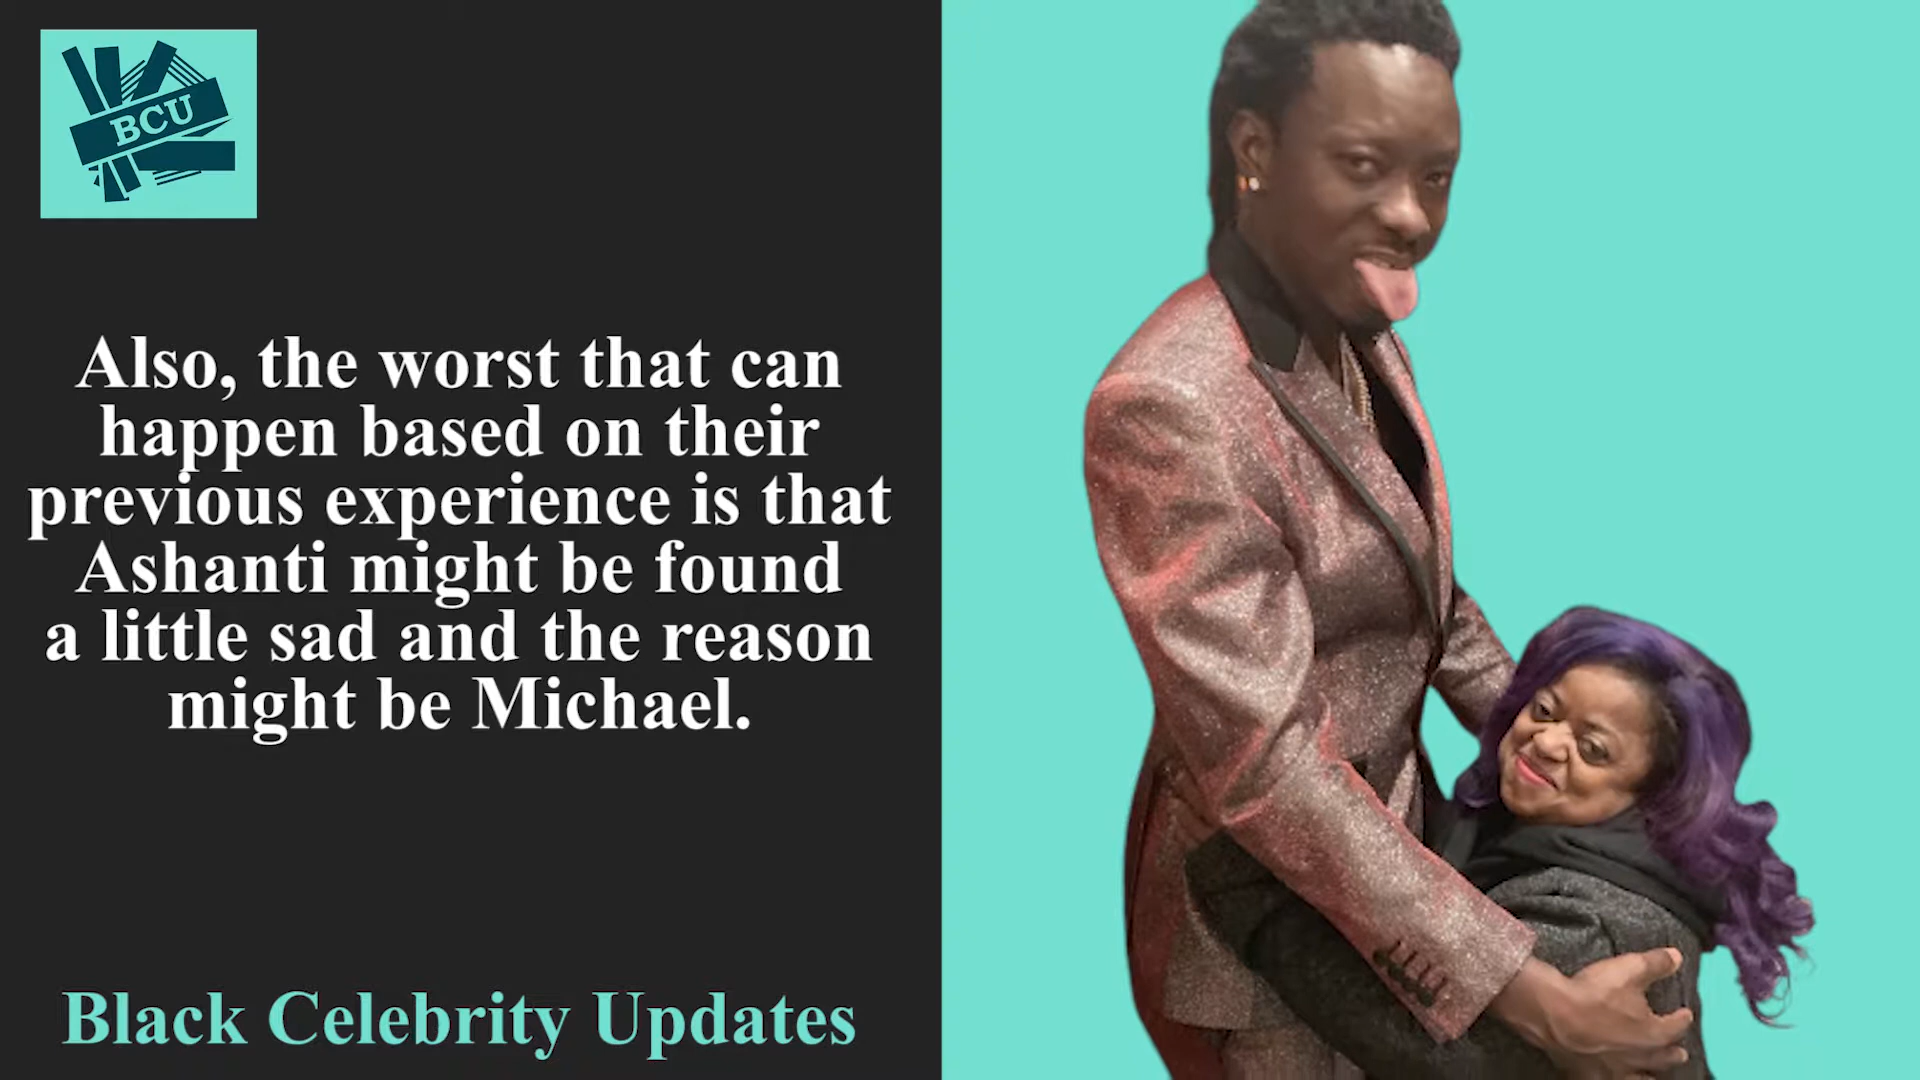 BCU
Also, the worst that can
happen based on their
previous experience is that
Ashanti might be found
a little sad and the reason
might be Michael.
Black Celebrity Updates